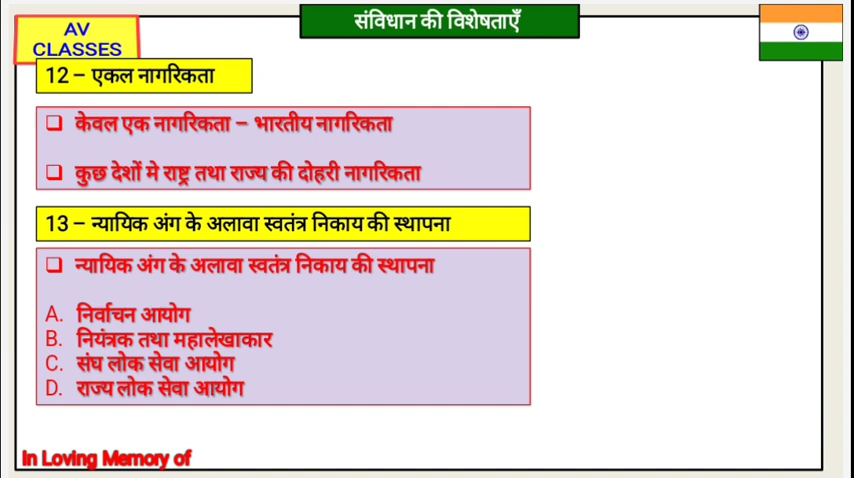 संविधान की विशेषताएँ
AV
CLASSES
12 – एकल नागरिकता
❑ केवल एक नागरिकता – भारतीय नागरिकता
❑ कुछ देशों मे राष्ट्र तथा राज्य की दोहरी नागरिकता
13 – न्यायिक अंग के अलावा स्वतंत्र निकाय की स्थापना
❑ न्यायिक अंग के अलावा स्वतंत्र निकाय की स्थापना
A. निर्वाचन आयोग
B. नियंत्रक तथा महालेखाकार
C. संघ लोक सेवा आयोग
D. राज्य लोक सेवा आयोग
In Loving Memory of